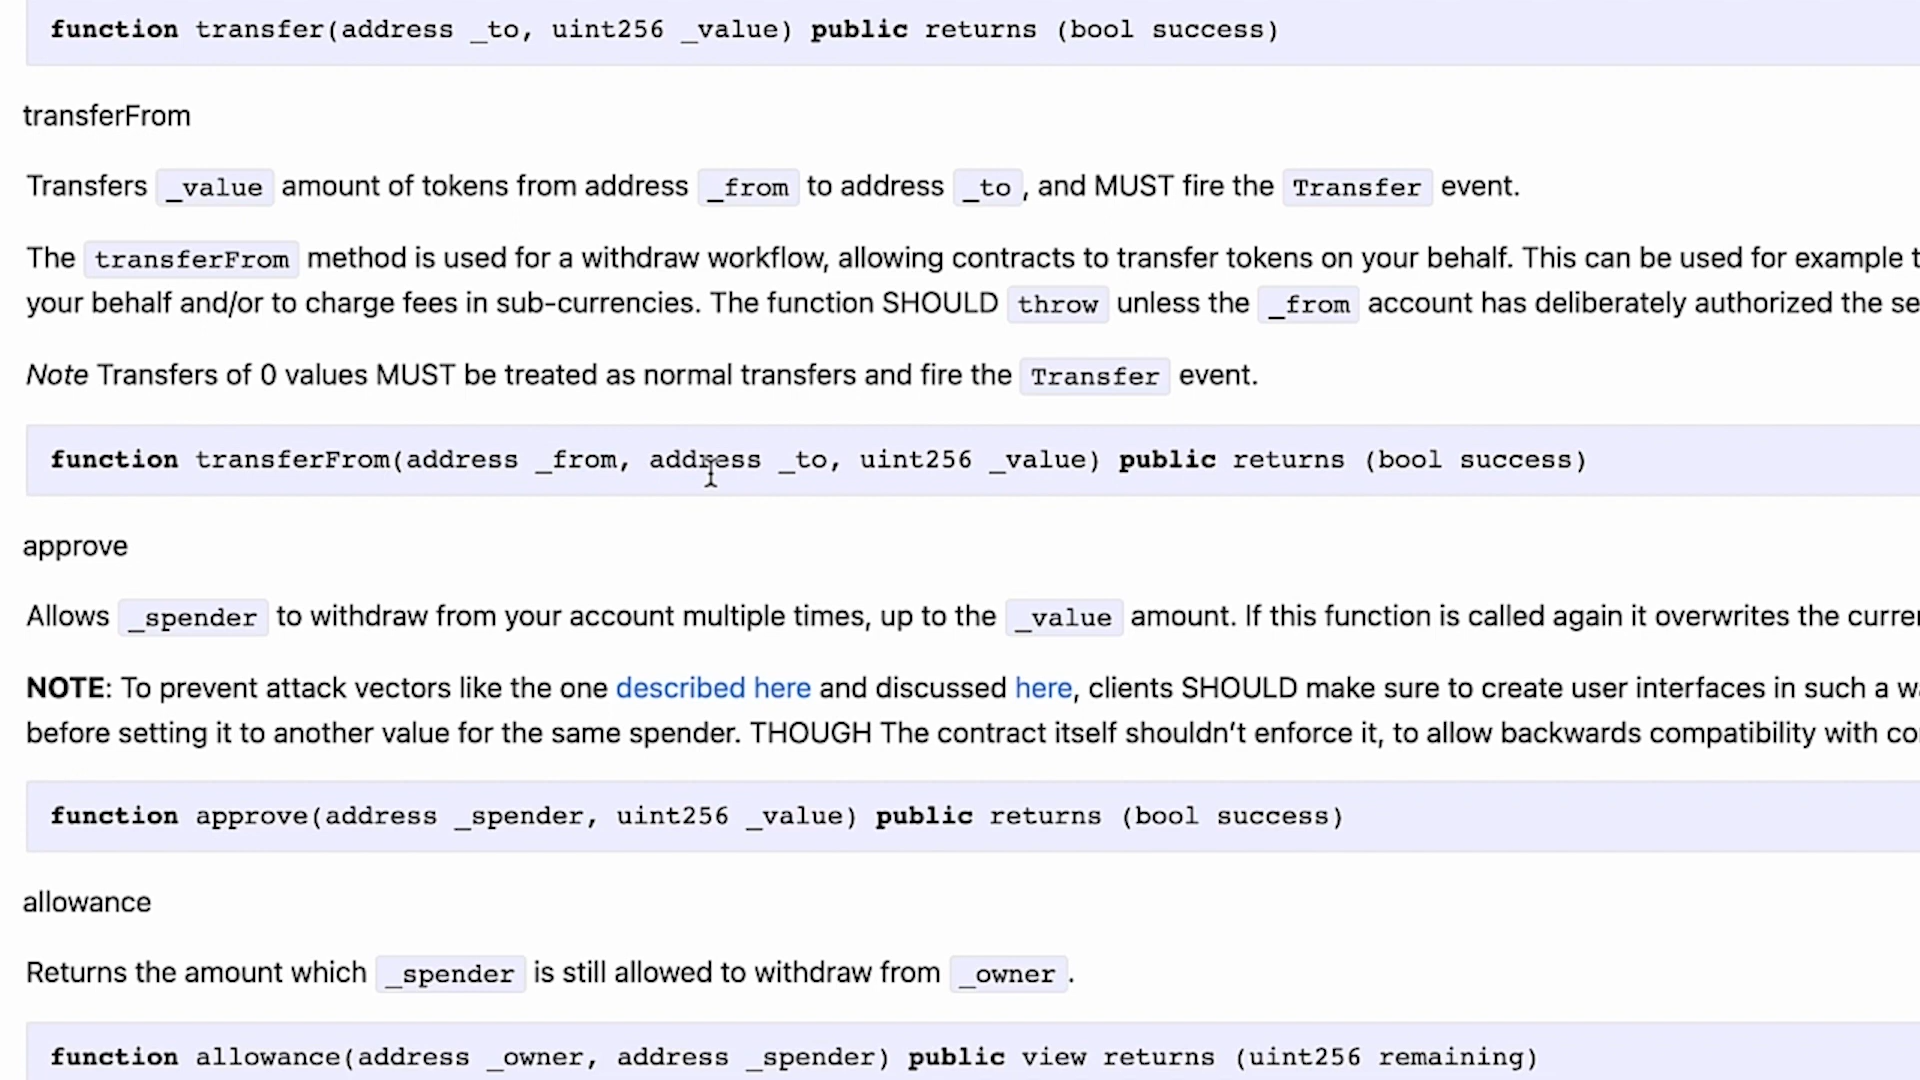 function transfer(address _to, uint256 _value) public returns (bool success)
transferFrom
Transfers _value amount of tokens from address _from to address _to, and MUST fire the Transfer event.
The transferFrom method is used for a withdraw workflow, allowing contracts to transfer tokens on your behalf. This can be used for example
your behalf and/or to charge fees in sub-currencies. The function SHOULD throw unless the _from account has deliberately authorized the
Note Transfers of 0 values MUST be treated as normal transfers and fire the Transfer event.
function transferFrom(address _from, address _to, uint256 _value) public returns (bool success)
approve
Allows _spender to withdraw from your account multiple times, up to the _value amount. If this function is called again it overwrites the
NOTE: To prevent attack vectors like the one described here and discussed here, clients SHOULD make sure to create user interfaces in such a
before setting it to another value for the same spender. THOUGH The contract itself shouldn’t enforce it, to allow backwards compatibility with
function approve(address _spender, uint256 _value) public returns (bool success)
allowance
Returns the amount which _spender is still allowed to withdraw from _owner.
function allowance(address _owner, address _spender) public view returns (uint256 remaining)